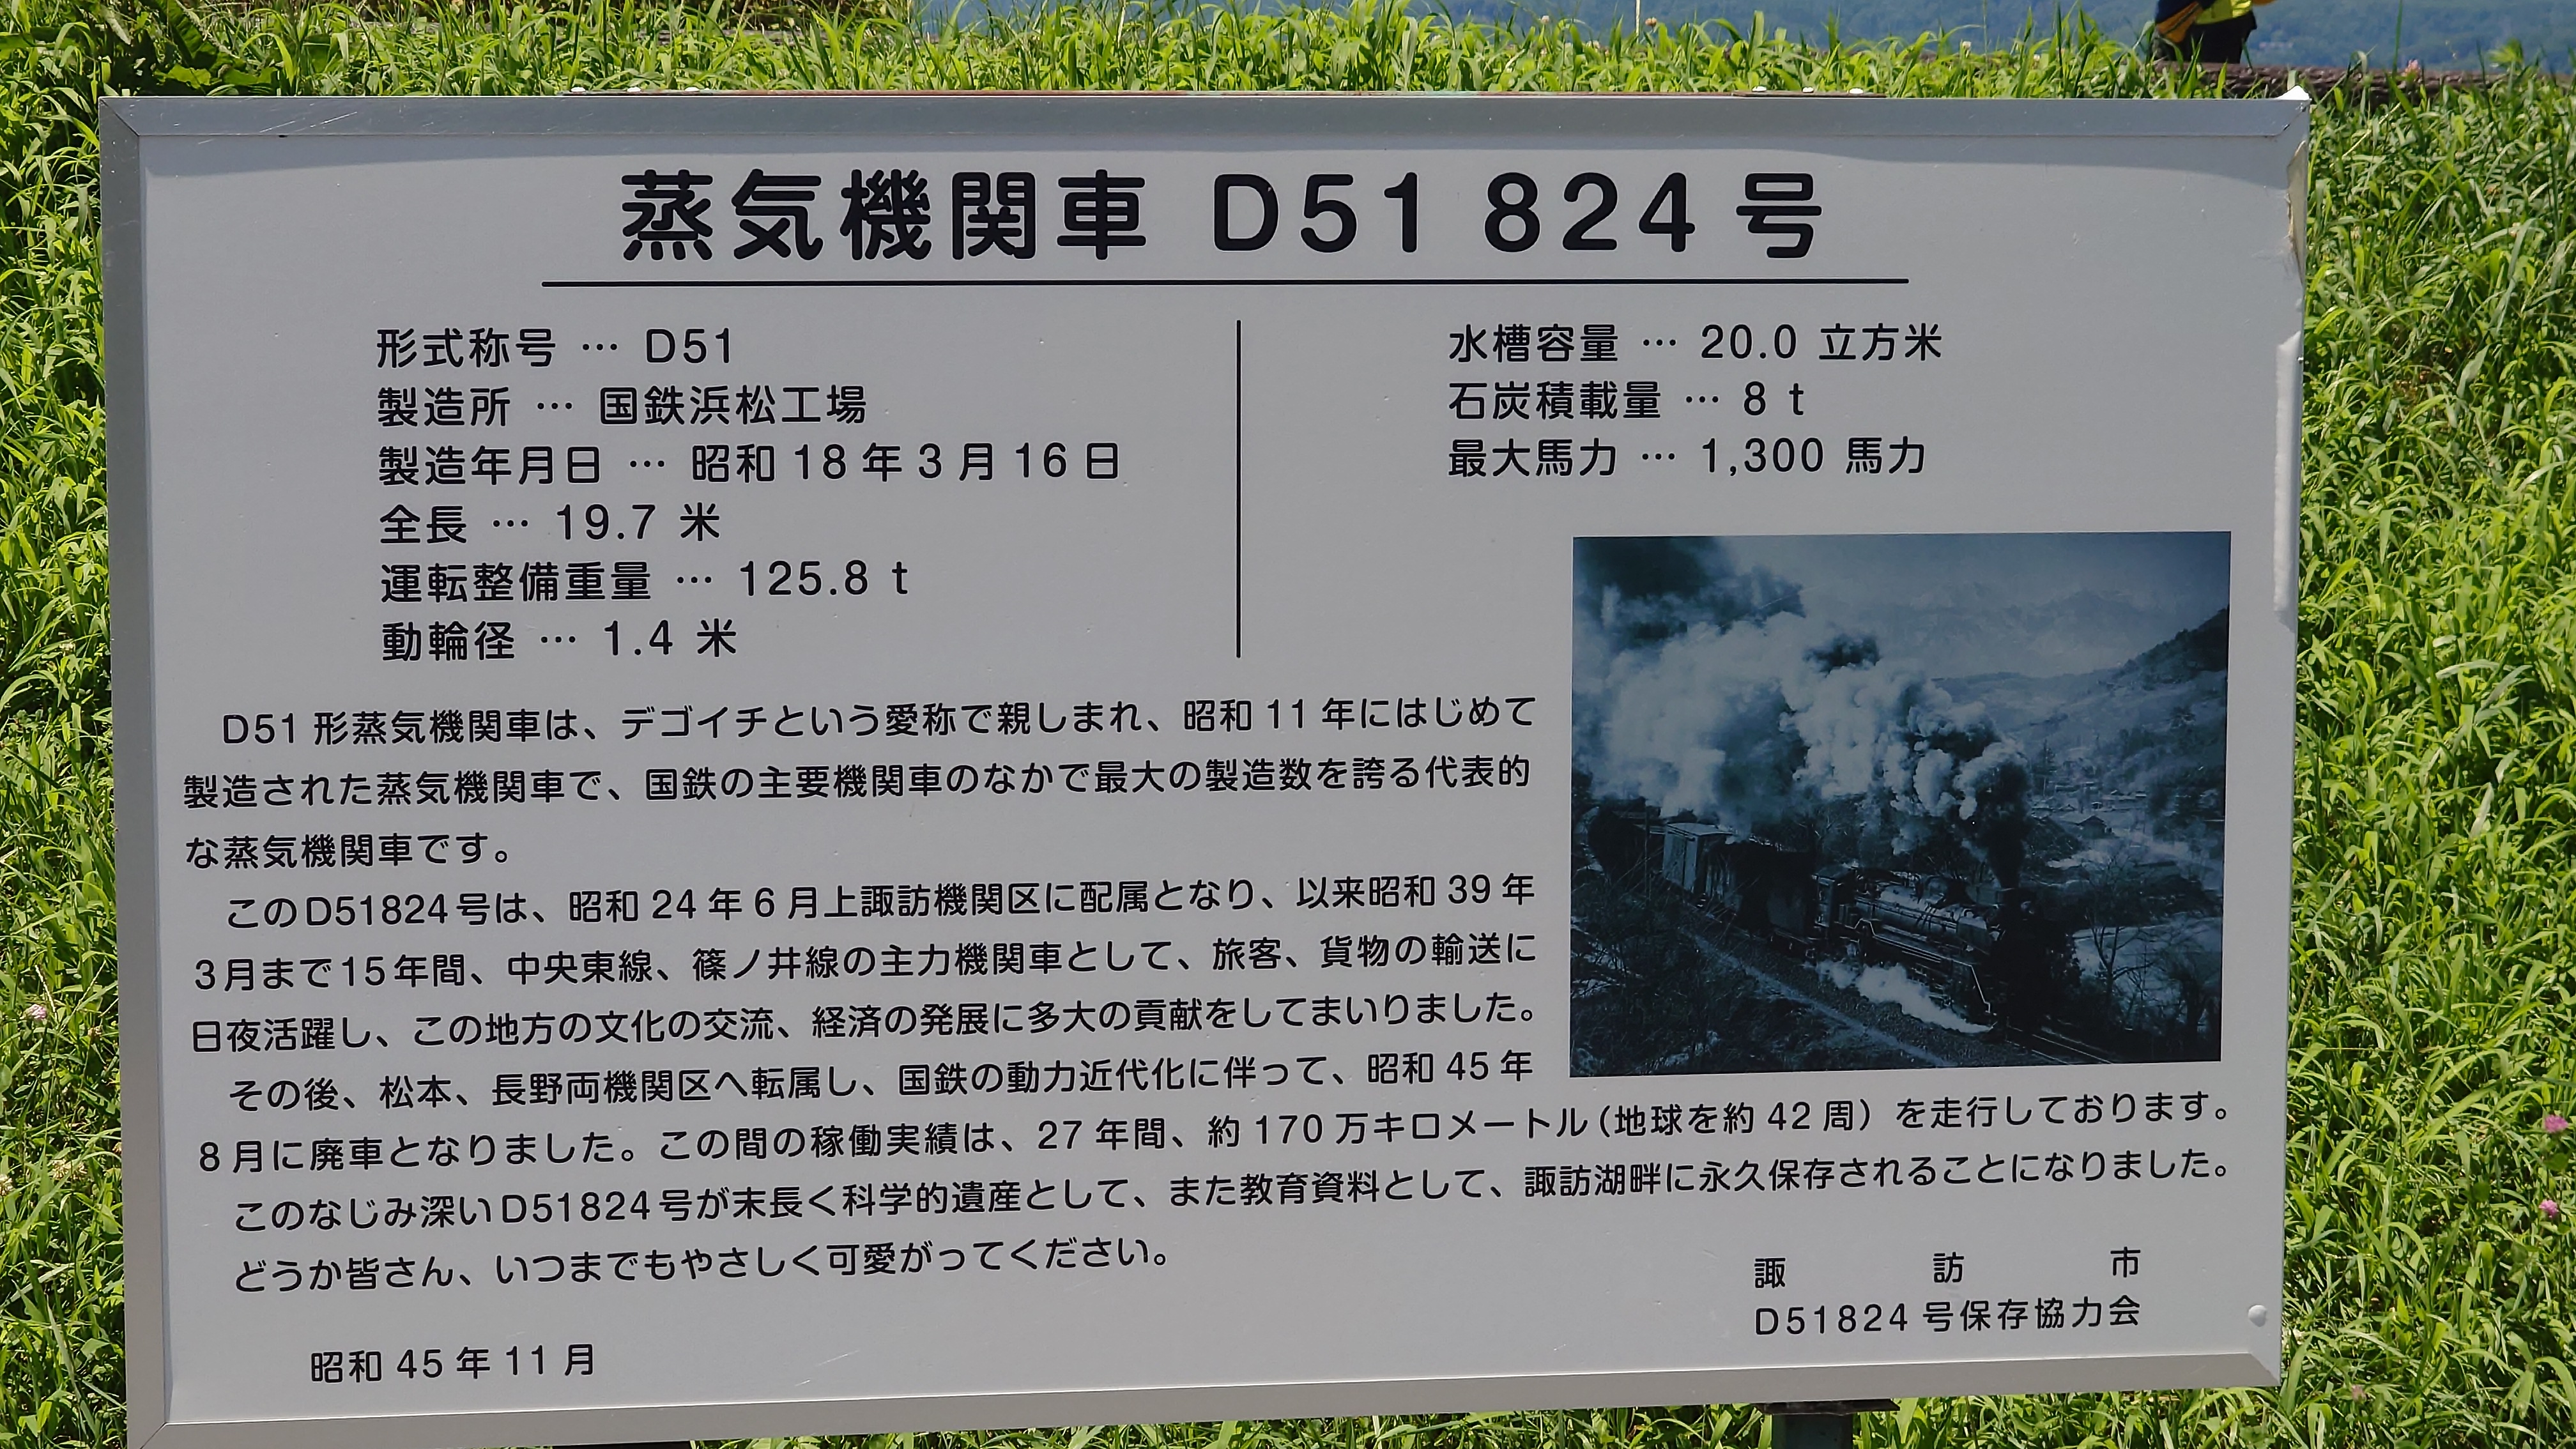 蒸気機関車 D51 824号
形式称号 … D51
製造所 … 国鉄浜松工場
製造年月日 … 昭和18年3月16日
全長 … 19.7 米
運転整備重量 … 125.8 t
動輪径 … 1.4 米
水槽容量 … 20.0 立方米
石炭積載量 … 8 t
最大馬力 … 1,300 馬力
D51形蒸気機関車は、デゴイチという愛称で親しまれ、昭和11年にはじめて
製造された蒸気機関車で、国鉄の主要機関車のなかで最大の製造数を誇る代表的
な蒸気機関車です。
このD51824号は、昭和24年6月上諏訪機関区に配属となり、以来昭和39年
3月まで15年間、中央東線、篠ノ井線の主力機関車として、旅客、貨物の輸送に
日夜活躍し、この地方の文化の交流、経済の発展に多大の貢献をしてまいりました。
その後、松本、長野両機関区へ転属し、国鉄の動力近代化に伴って、昭和45年
8月に廃車となりました。この間の稼働実績は、27年間、約170万キロメートル(地球を約42周)を走行しております。
このなじみ深いD51824号が末長く科学的遺産として、また教育資料として、諏訪湖畔に永久保存されることになりました。
どうか皆さん、いつまでもやさしく可愛がってください。
諏訪市
D51824号保存協力会
昭和45年11月